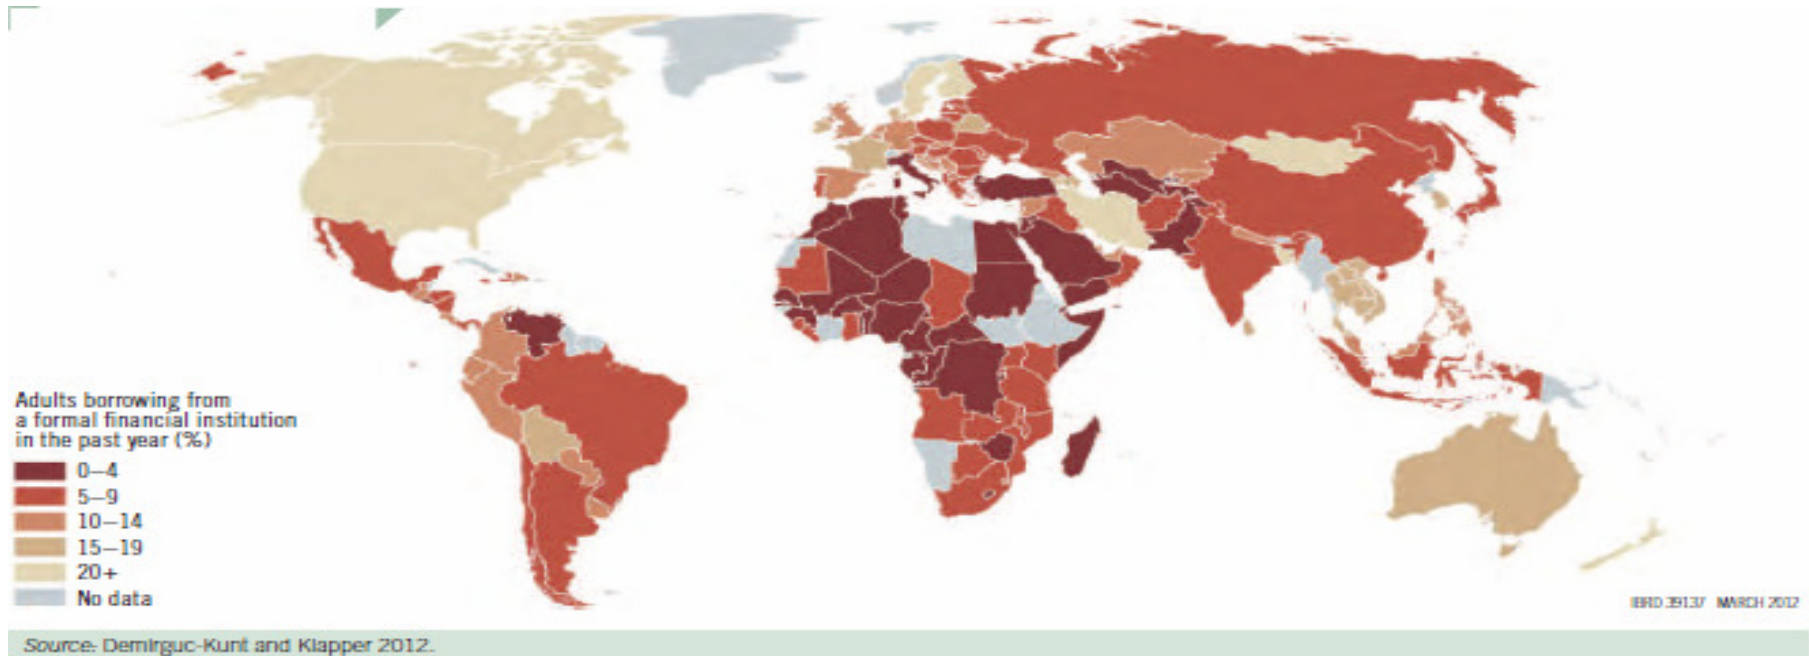 Adults borrowing from
a formal financial institution
in the past year (%)
0–4
5–9
10–14
15–19
20+
No data
IBRD 39137 MARCH 2012
Source: Demirguc-Kunt and Klapper 2012.